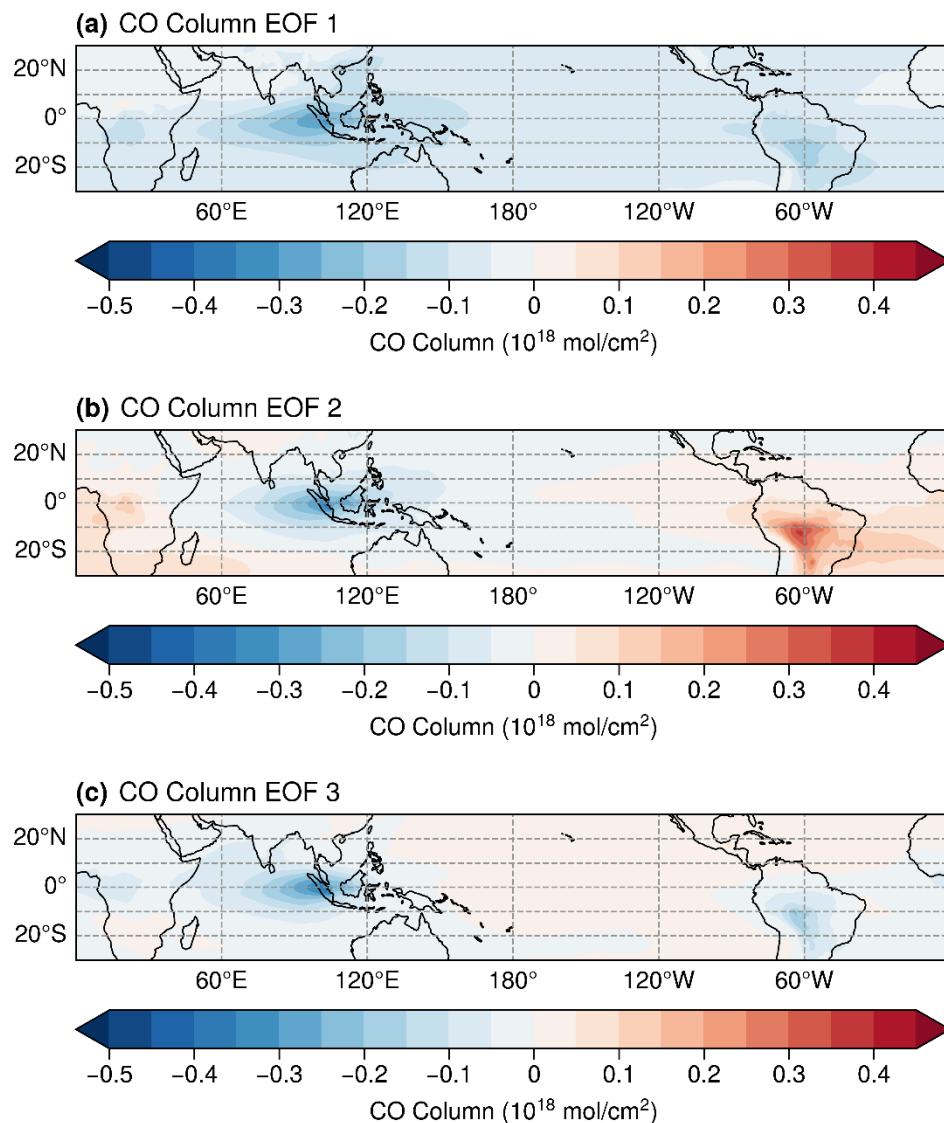 (a) CO Column EOF 1
20°N
0°
20°S
60°E 120°E 180° 120°W 60°W
−0.5 −0.4 −0.3 −0.2 −0.1 0 0.1 0.2 0.3 0.4
CO Column (10¹⁸ mol/cm²)
(b) CO Column EOF 2
20°N
0°
20°S
60°E 120°E 180° 120°W 60°W
−0.5 −0.4 −0.3 −0.2 −0.1 0 0.1 0.2 0.3 0.4
CO Column (10¹⁸ mol/cm²)
(c) CO Column EOF 3
20°N
0°
20°S
60°E 120°E 180° 120°W 60°W
−0.5 −0.4 −0.3 −0.2 −0.1 0 0.1 0.2 0.3 0.4
CO Column (10¹⁸ mol/cm²)